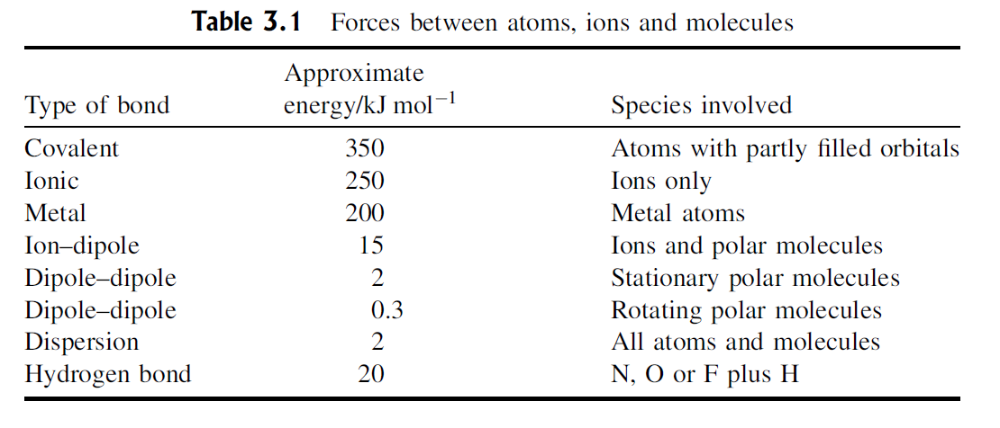 Table 3.1 Forces between atoms, ions and molecules
Approximate
Type of bond energy/kJ mol⁻¹ Species involved
Covalent 350 Atoms with partly filled orbitals
Ionic 250 Ions only
Metal 200 Metal atoms
Ion–dipole 15 Ions and polar molecules
Dipole–dipole 2 Stationary polar molecules
Dipole–dipole 0.3 Rotating polar molecules
Dispersion 2 All atoms and molecules
Hydrogen bond 20 N, O or F plus H